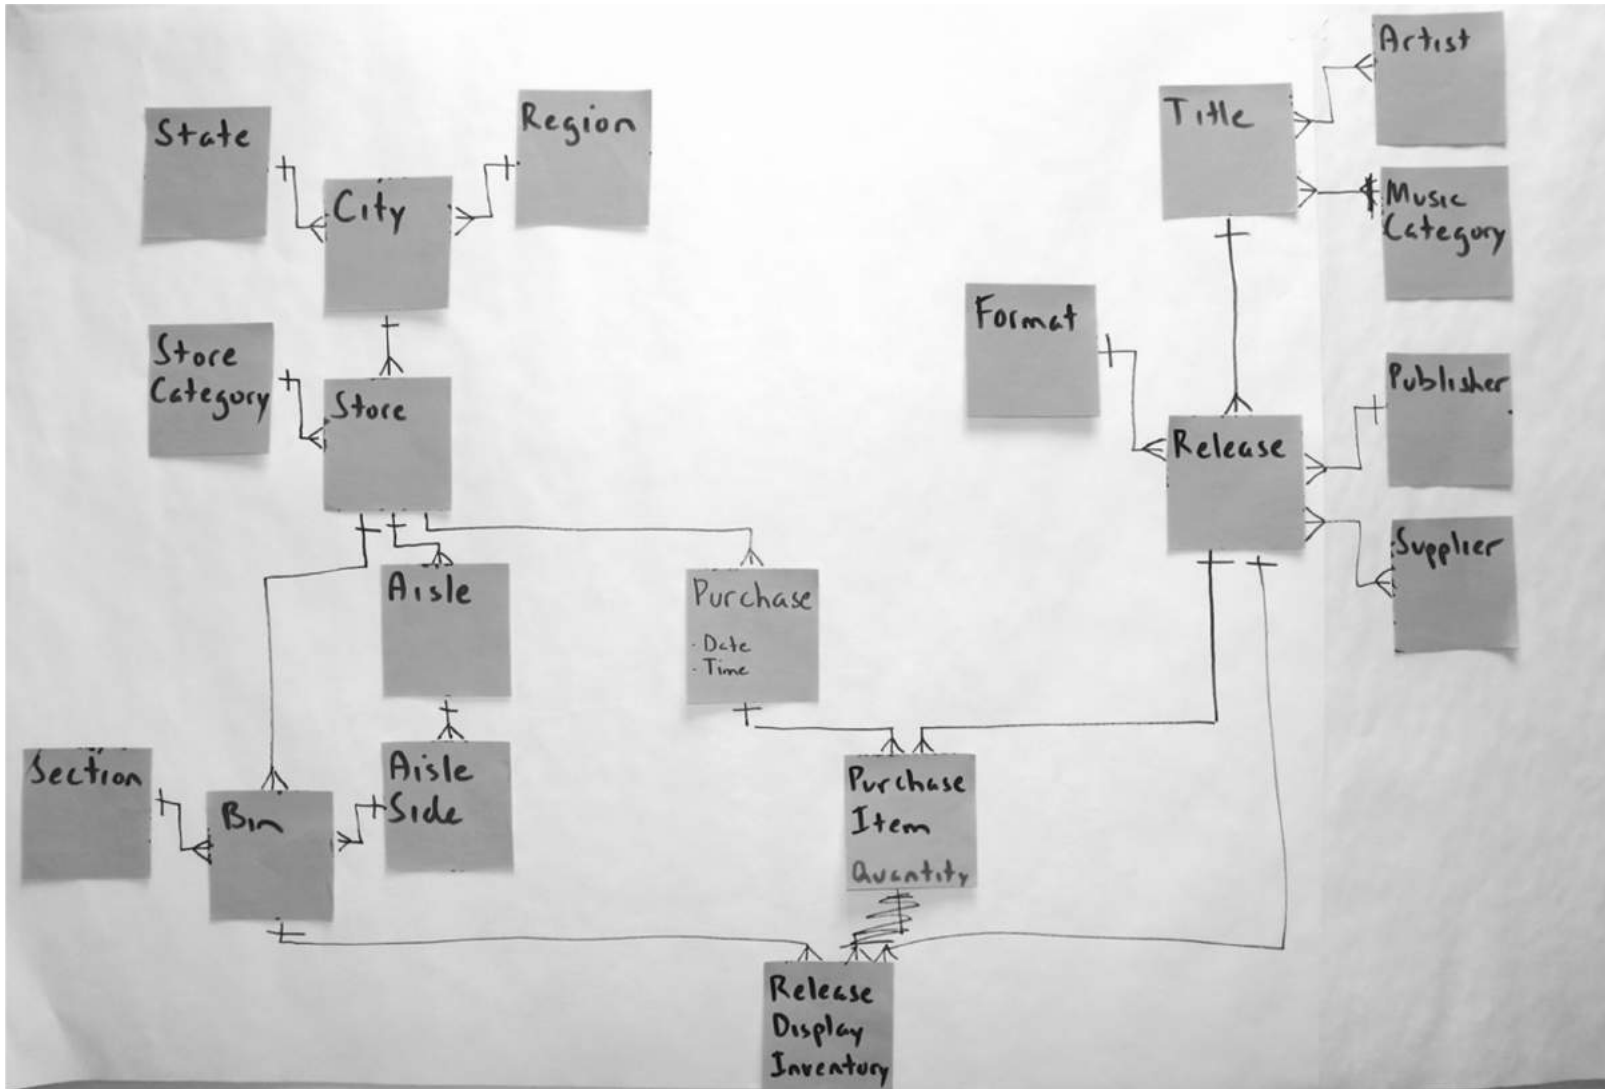 Artist
Title
State
Region
City
Music
Category
Format
Store
Category
Store
Publisher
Release
Supplier
Aisle
Purchase
- Date
- Time
Section
Bin
Aisle
Side
Purchase
Item
Quantity
Release
Display
Inventory